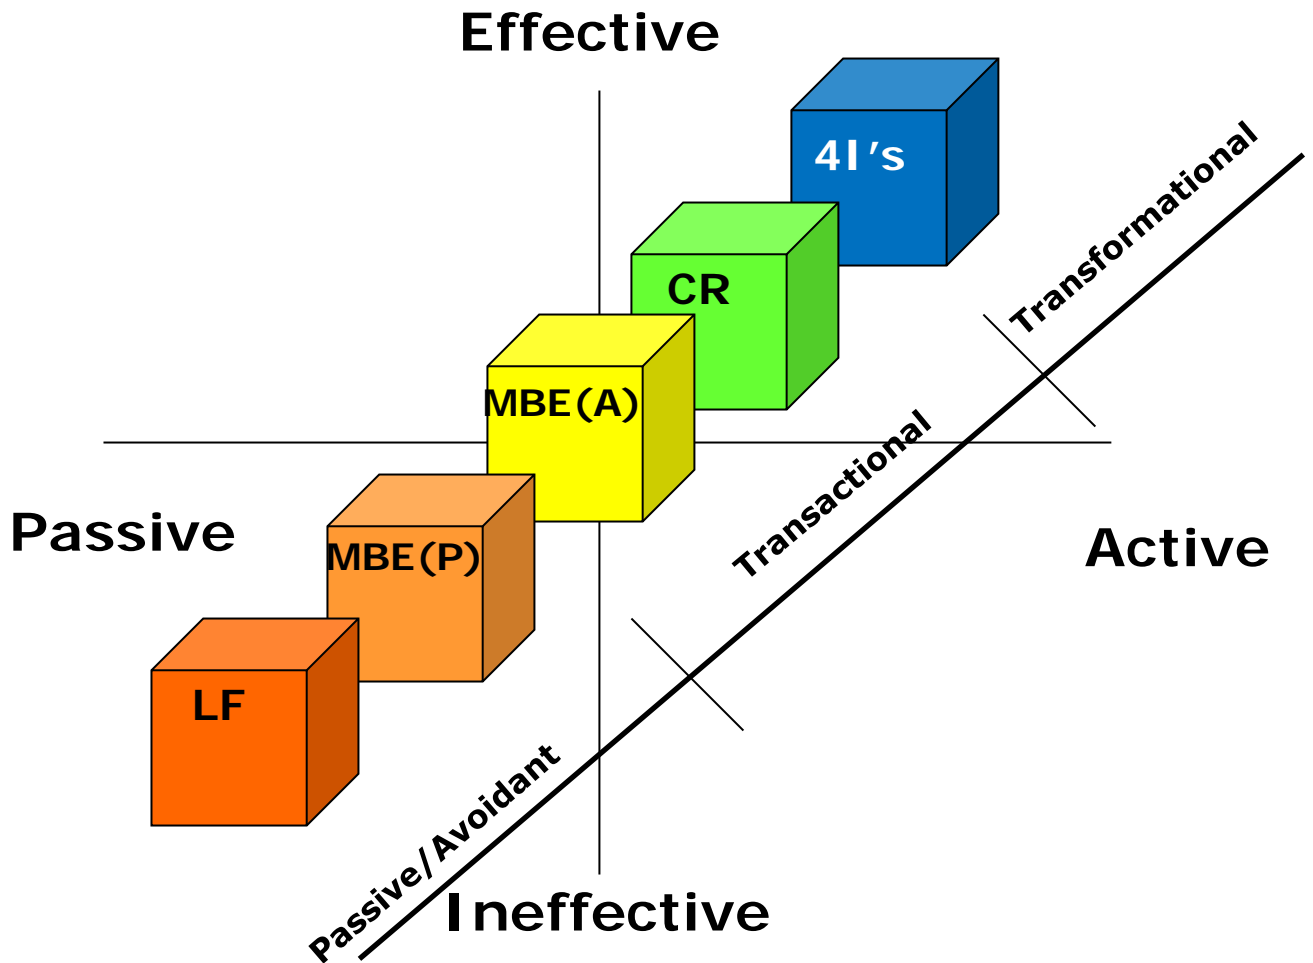 Effective
4I's
Transformational
CR
MBE(A)
Transactional
Passive
MBE(P)
Active
LF
Passive/Avoidant
Ineffective